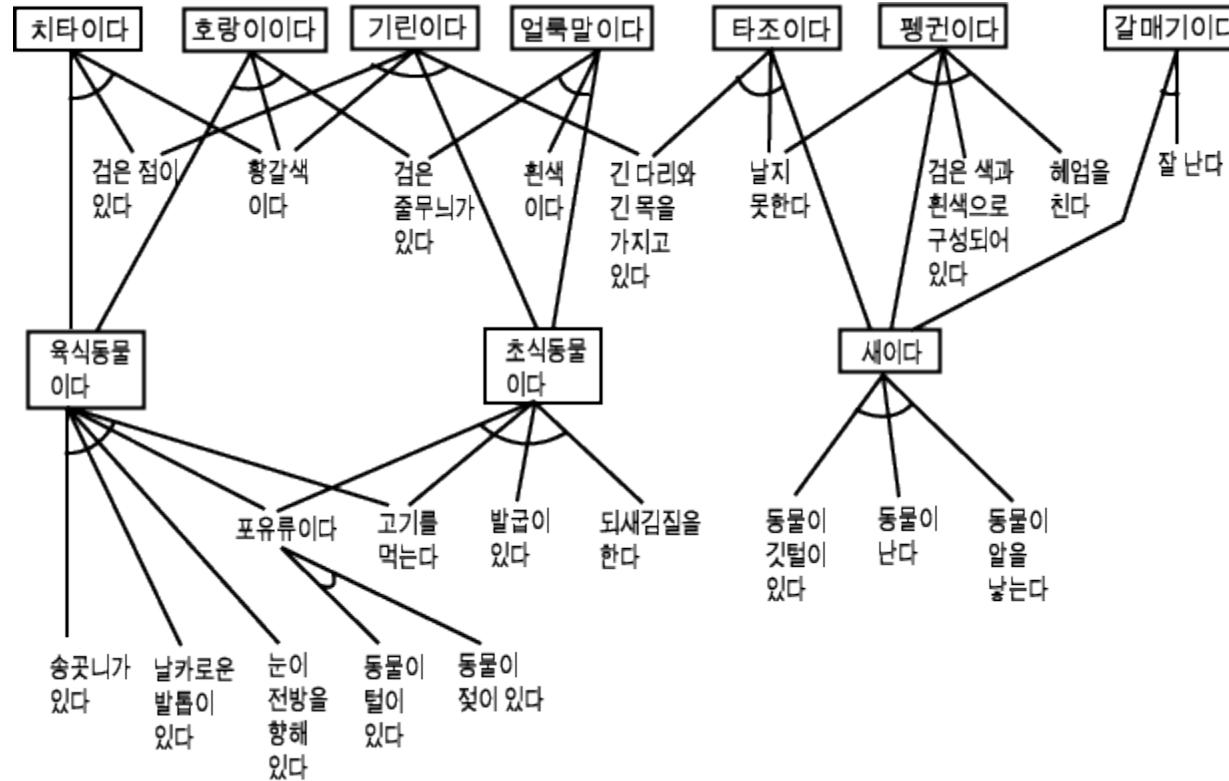 치타이다
호랑이이다
기린이다
얼룩말이다
타조이다
펭귄이다
갈매기이다
검은 점이
있다
황갈색
이다
검은
줄무늬가
있다
흰색
이다
긴 다리와
긴 목을
가지고
있다
날지
못한다
검은 색과
흰색으로
구성되어
있다
헤엄을
친다
잘 난다
육식동물
이다
초식동물
이다
새이다
포유류이다
고기를
먹는다
발굽이
있다
되새김질을
한다
동물이
깃털이
있다
동물이
난다
동물이
알을
낳는다
송곳니가
있다
날카로운
발톱이
있다
눈이
전방을
향해
있다
동물이
털이
있다
동물이
젖이 있다